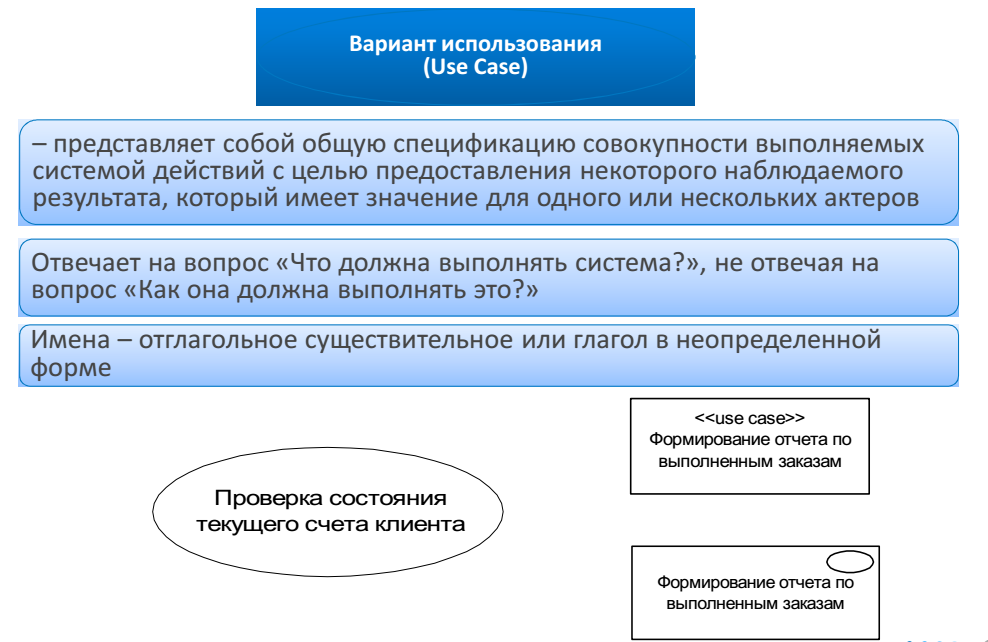 Вариант использования
(Use Case)
– представляет собой общую спецификацию совокупности выполняемых
системой действий с целью предоставления некоторого наблюдаемого
результата, который имеет значение для одного или нескольких актеров
Отвечает на вопрос «Что должна выполнять система?», не отвечая на
вопрос «Как она должна выполнять это?»
Имена – отглагольное существительное или глагол в неопределенной
форме
<<use case>>
Формирование отчета по
выполненным заказам
Проверка состояния
текущего счета клиента
Формирование отчета по
выполненным заказам